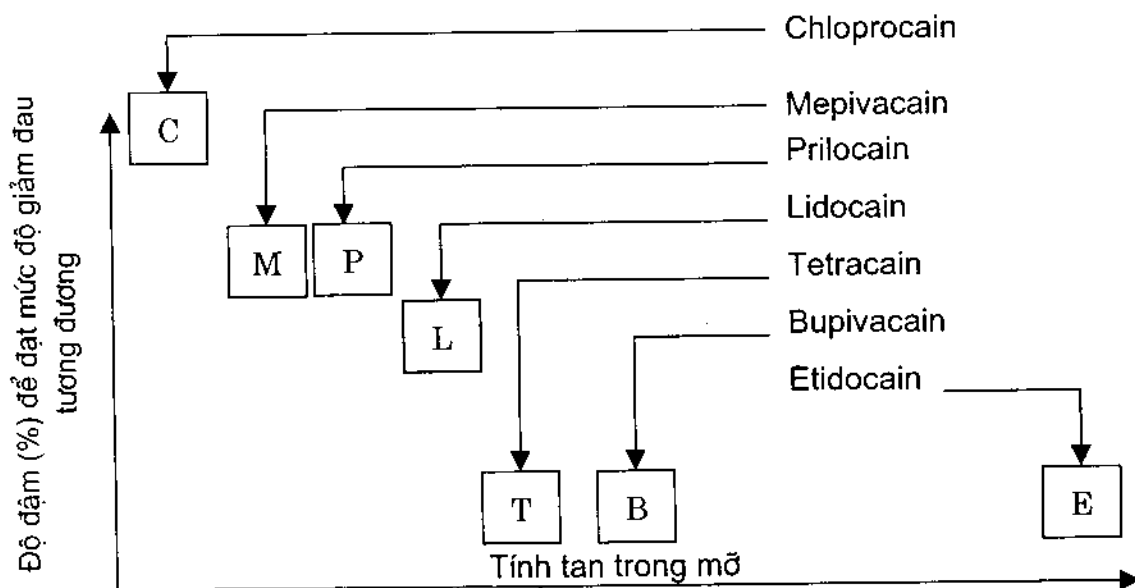 Chloprocain
C
Mepivacain
Prilocain
Lidocain
M
P
L
Tetracain
Bupivacain
Etidocain
T
B
E
Tính tan trong mỡ
Độ đậm (%) để đạt mức độ giảm đau
tương đương